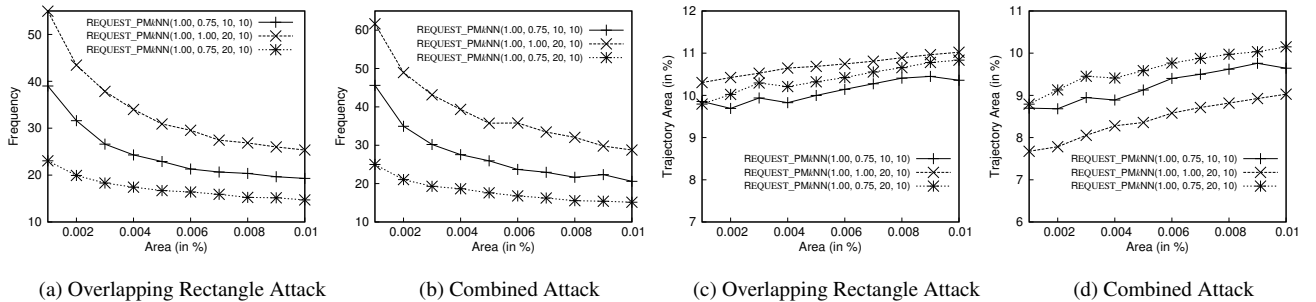 50
40
30
20
10
Frequency
REQUEST_PMkNN(1.00, 0.75, 10, 10)
REQUEST_PMkNN(1.00, 1.00, 20, 10)
REQUEST_PMkNN(1.00, 0.75, 20, 10)
0.002 0.004 0.006 0.008 0.01
Area (in %)
(a) Overlapping Rectangle Attack
60
50
40
30
20
10
Frequency
REQUEST_PMkNN(1.00, 0.75, 10, 10)
REQUEST_PMkNN(1.00, 1.00, 20, 10)
REQUEST_PMkNN(1.00, 0.75, 20, 10)
0.002 0.004 0.006 0.008 0.01
Area (in %)
(b) Combined Attack
12
11
10
9
8
7
Trajectory Area (in %)
REQUEST_PMkNN(1.00, 0.75, 10, 10)
REQUEST_PMkNN(1.00, 1.00, 20, 10)
REQUEST_PMkNN(1.00, 0.75, 20, 10)
0.002 0.004 0.006 0.008 0.01
Area (in %)
(c) Overlapping Rectangle Attack
11
10
9
8
7
6
Trajectory Area (in %)
REQUEST_PMkNN(1.00, 0.75, 10, 10)
REQUEST_PMkNN(1.00, 1.00, 20, 10)
REQUEST_PMkNN(1.00, 0.75, 20, 10)
0.002 0.004 0.006 0.008 0.01
Area (in %)
(d) Combined Attack